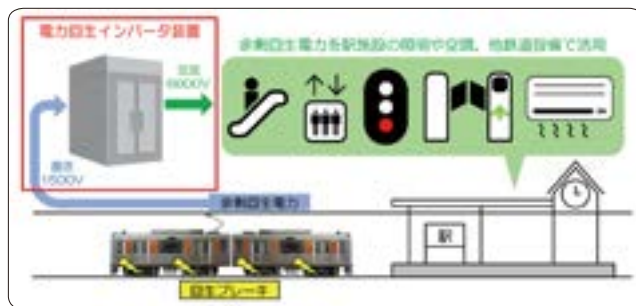 電力回生インバータ装置
余剰回生電力を駅施設の照明や空調、他鉄道設備で活用
交流
6600V
直流
1500V
余剰回生電力
駅
回生ブレーキ